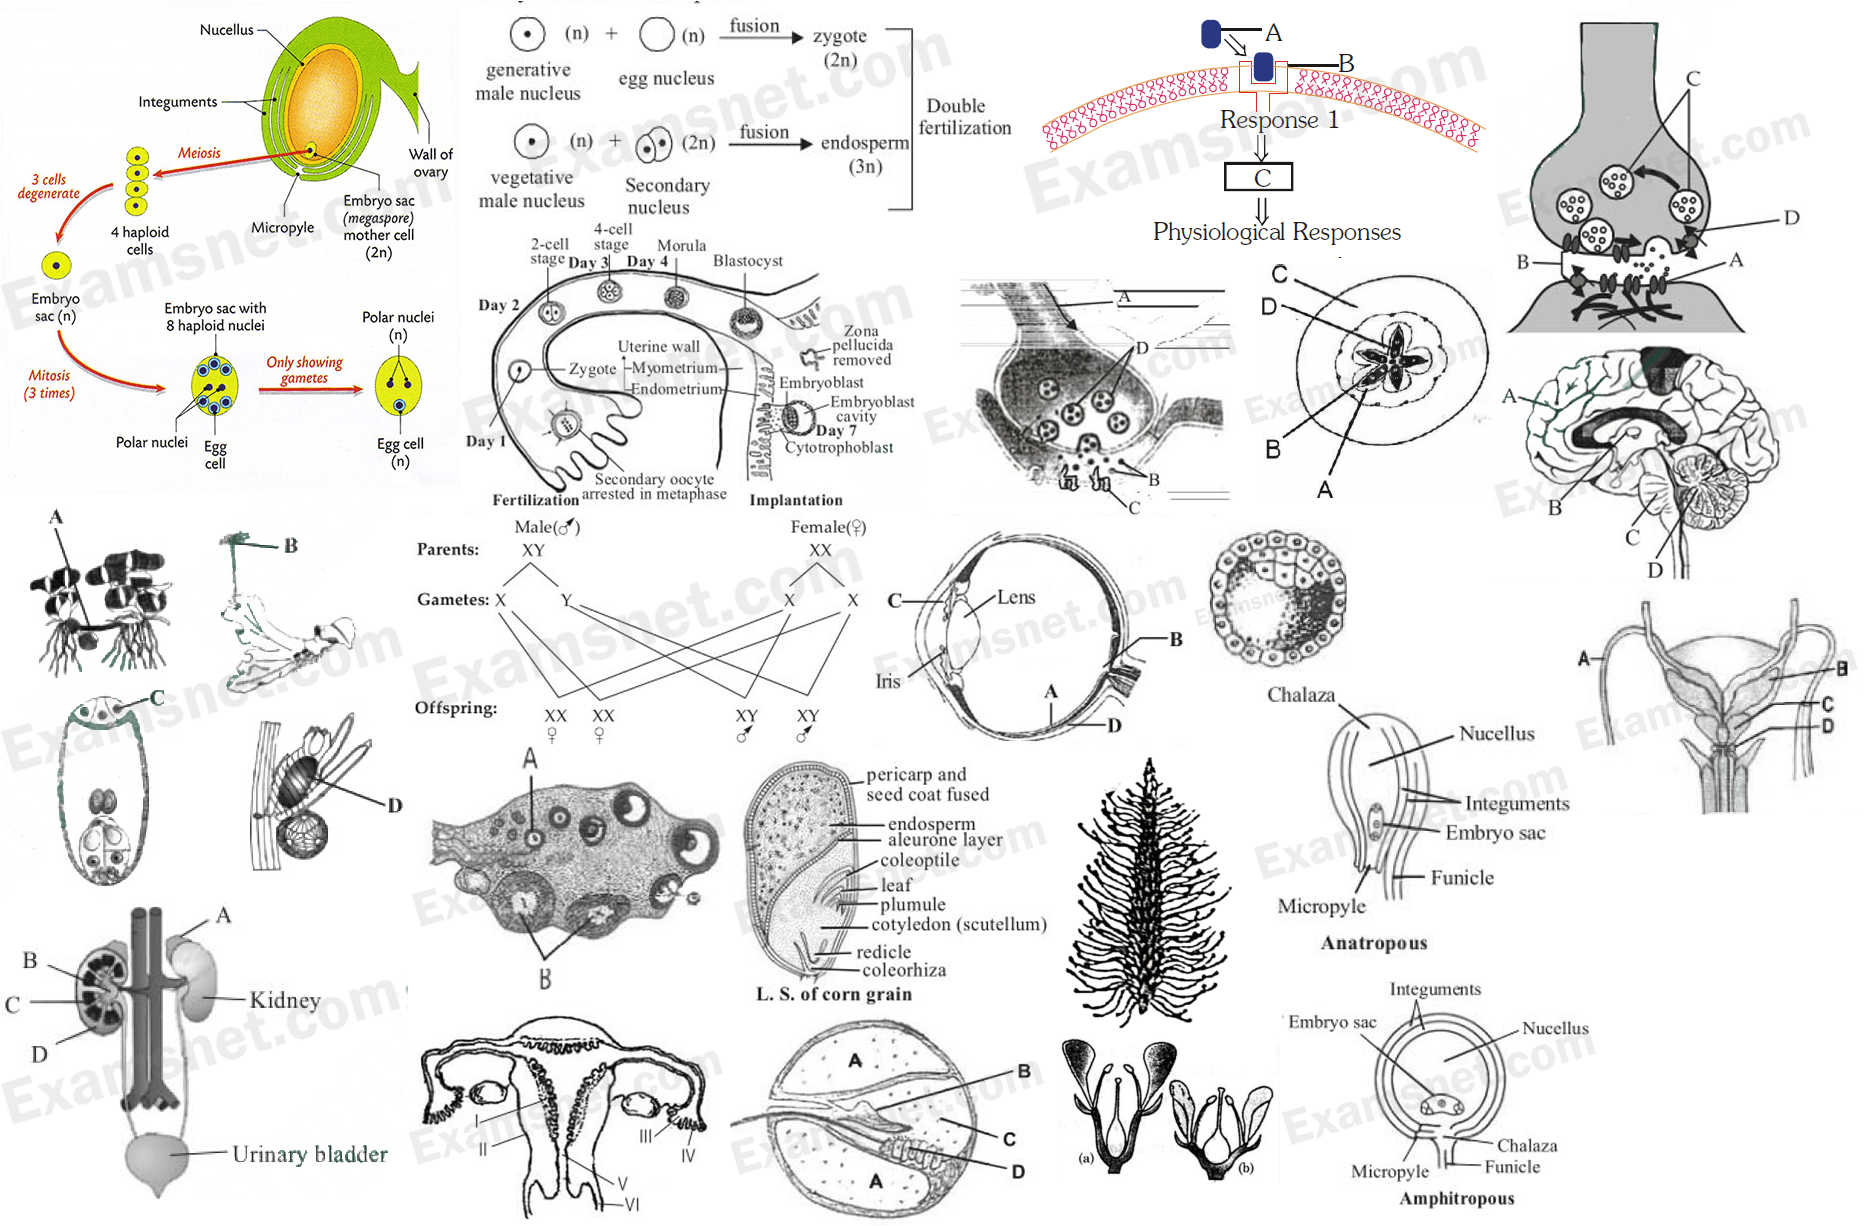 Nucellus
Integuments
Meiosis
3 cells
degenerate
4 haploid
cells
Micropyle
Wall of
ovary
Embryo sac
(megaspore)
mother cell
(2n)
Embryo
sac (n)
Mitosis
(3 times)
Embryo sac with
8 haploid nuclei
Only showing
gametes
Polar nuclei
(n)
Polar nuclei
Egg
cell
Egg cell
(n)
(n) + (n) fusion zygote
(2n)
generative
male nucleus
egg nucleus
Double
fertilization
(n) + (2n) fusion endosperm
(3n)
vegetative
male nucleus
Secondary
nucleus
A
B
Response 1
C
Physiological Responses
C
D
B
A
2-cell
stage
4-cell
stage
Morula
Blastocyst
Day 1
Day 2
Day 3
Day 4
Zona
pellucida
removed
Uterine wall
Zygote
Myometrium
Endometrium
Embryoblast
Embryoblast
cavity
Day 7
Cytotrophoblast
Secondary oocyte
arrested in metaphase
Fertilization
Implantation
A
D
B
C
C
D
B
A
A
B
C
D
A
B
C
D
Male(♂)
Female(♀)
Parents: XY XX
Gametes: X Y X X
Offspring: XX XX XY XY
♀ ♀ ♂ ♂
C
Lens
B
Iris
A
D
A
B
C
D
Chalaza
Nucellus
Integuments
Embryo sac
Funicle
Micropyle
Anatropous
A
B
pericarp and
seed coat fused
endosperm
aleurone layer
coleoptile
leaf
plumule
cotyledon (scutellum)
redicle
coleorhiza
L. S. of corn grain
A
B
C
D
Kidney
Urinary bladder
I
II
III
IV
V
VI
A
B
C
D
A
(a)
(b)
Integuments
Embryo sac
Nucellus
Chalaza
Micropyle
Funicle
Amphitropous
Examsnet.com